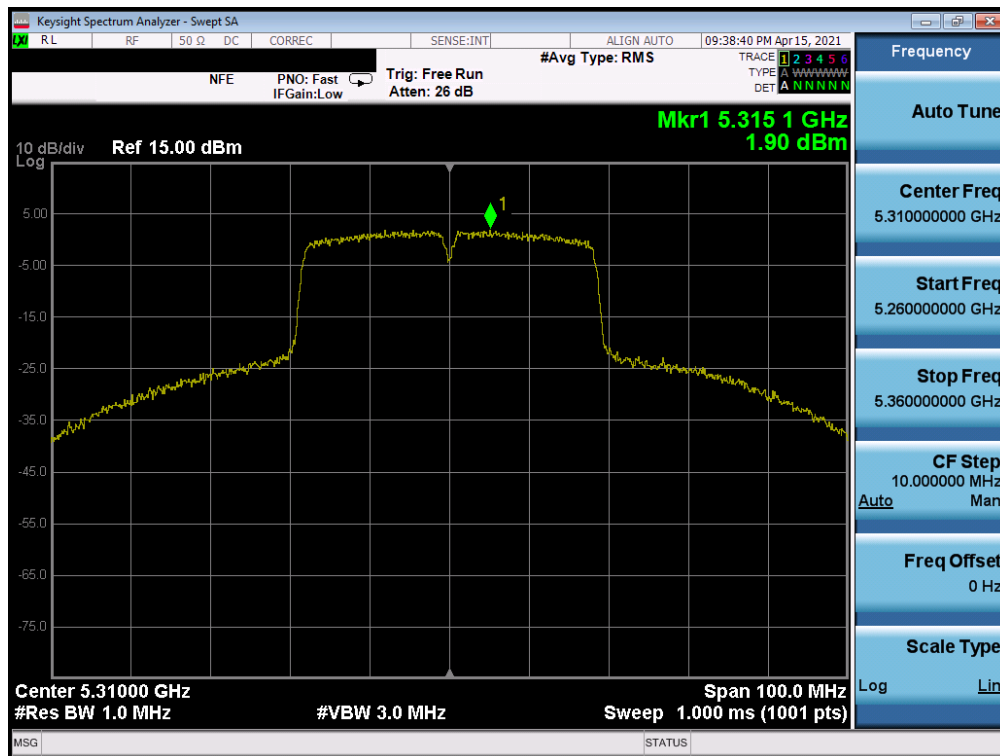 Keysight Spectrum Analyzer - Swept SA
LXI RL RF 50 Ω DC CORREC SENSE:INT ALIGN AUTO 09:38:40 PM Apr 15, 2021
NFE PNO: Fast IFGain:Low Trig: Free Run Atten: 26 dB #Avg Type: RMS
TRACE 1 2 3 4 5 6
TYPE A WWWWW
DET A N N N N N
Mkr1 5.315 1 GHz
1.90 dBm
10 dB/div Ref 15.00 dBm
Log
1
5.00
-5.00
-15.0
-25.0
-35.0
-45.0
-55.0
-65.0
-75.0
Center 5.31000 GHz Span 100.0 MHz
#Res BW 1.0 MHz #VBW 3.0 MHz Sweep 1.000 ms (1001 pts)
MSG STATUS
Frequency
Auto Tune
Center Freq
5.310000000 GHz
Start Freq
5.260000000 GHz
Stop Freq
5.360000000 GHz
CF Step
10.000000 MHz
Auto Man
Freq Offset
0 Hz
Scale Type
Log Lin